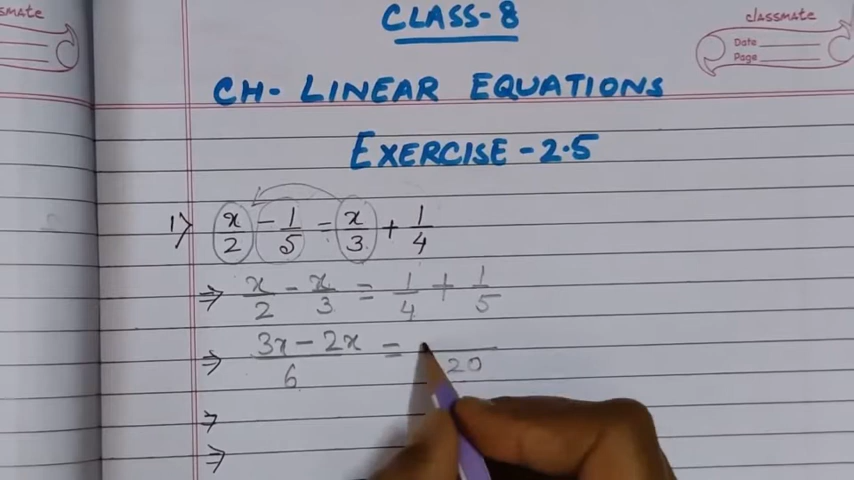 classmate
CLASS-8
classmate
Date
Page
CH- LINEAR EQUATIONS
EXERCISE-2.5
1) x/2 - 1/5 = x/3 + 1/4
⇒ x/2 - x/3 = 1/4 + 1/5
⇒ 3x - 2x/6 = /20
⇒
⇒